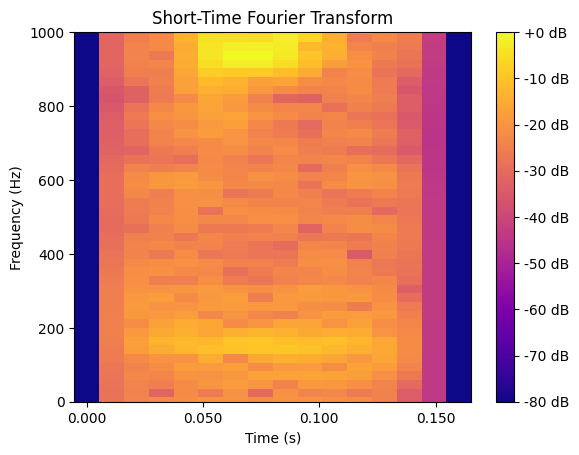 Short-Time Fourier Transform
1000
800
600
400
200
0
Frequency (Hz)
0.000
0.050
0.100
0.150
Time (s)
+0 dB
-10 dB
-20 dB
-30 dB
-40 dB
-50 dB
-60 dB
-70 dB
-80 dB